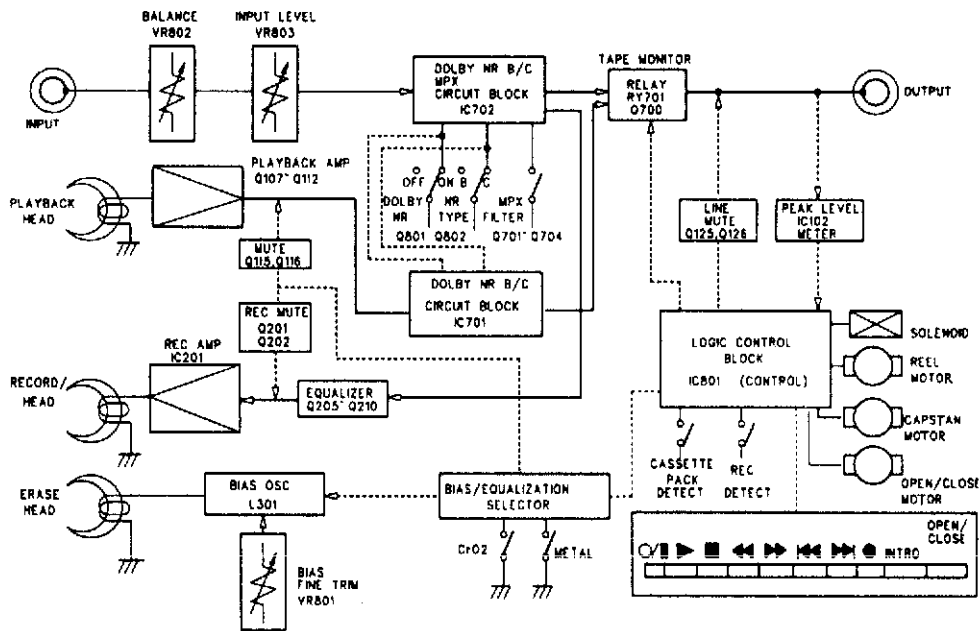 BALANCE
VR802
INPUT LEVEL
VR803
INPUT
DOLBY NR B/C
MPX
CIRCUIT BLOCK
IC702
TAPE MONITOR
RELAY
RY701
Q700
OUTPUT
PLAYBACK AMP
Q107~Q112
PLAYBACK
HEAD
OFF ON B C
DOLBY NR MPX
NR TYPE FILTER
Q801 Q802 Q701~Q704
MUTE
Q115,Q116
LINE
MUTE
Q125,Q126
PEAK LEVEL
IC102
METER
DOLBY NR B/C
CIRCUIT BLOCK
IC701
REC MUTE
Q201
Q202
REC AMP
IC201
RECORD/
HEAD
EQUALIZER
Q205~Q210
LOGIC CONTROL
BLOCK
IC801 (CONTROL)
SOLENOID
REEL
MOTOR
CAPSTAN
MOTOR
OPEN/CLOSE
MOTOR
CASSETTE
PACK
DETECT
REC
DETECT
ERASE
HEAD
BIAS OSC
L301
BIAS/EQUALIZATION
SELECTOR
CrO2
METAL
BIAS
FINE TRIM
VR801
OPEN/
CLOSE
INTRO